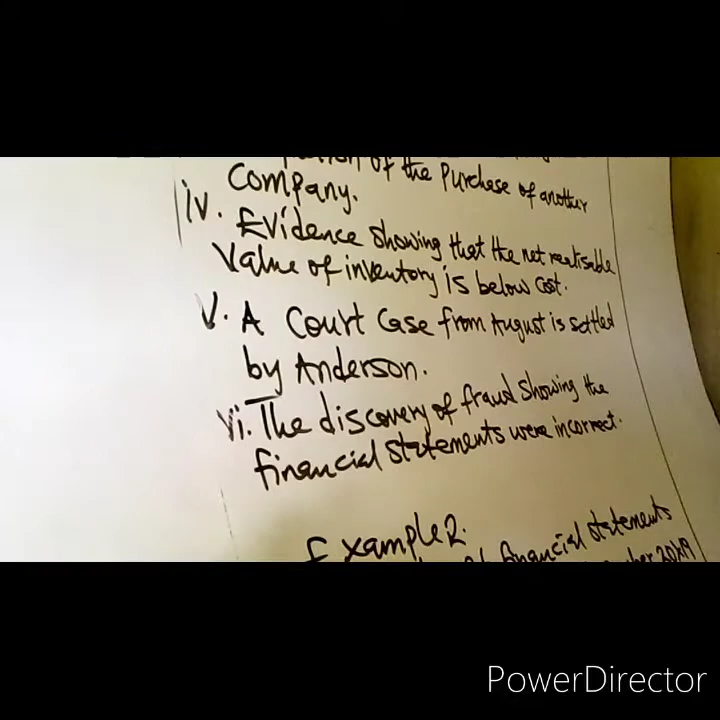 of the Purchase of another
Company.
iv. Evidence showing that the net realisable
Value of inventory is below cost.
V. A Court Case from August is settled
by Anderson.
Vi. The discovery of fraud showing the
financial statements were incorrect.
Example 2.
financial statements
20X9
PowerDirector